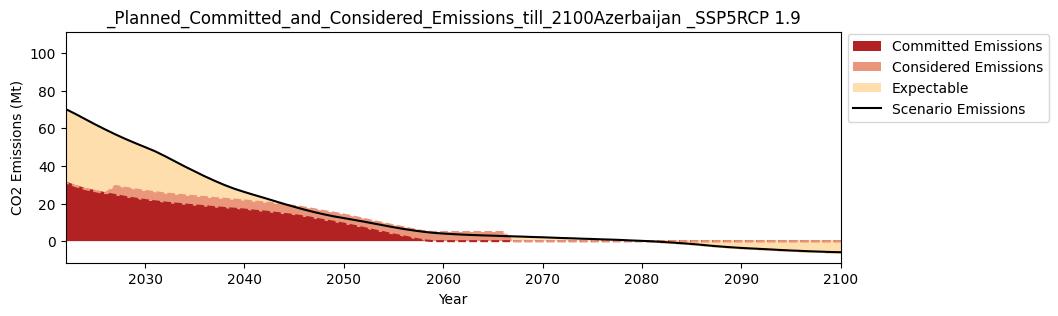 _Planned_Committed_and_Considered_Emissions_till_2100Azerbaijan _SSP5RCP 1.9
Committed Emissions
Considered Emissions
Expectable
Scenario Emissions
CO2 Emissions (Mt)
100
80
60
40
20
0
2030 2040 2050 2060 2070 2080 2090 2100
Year